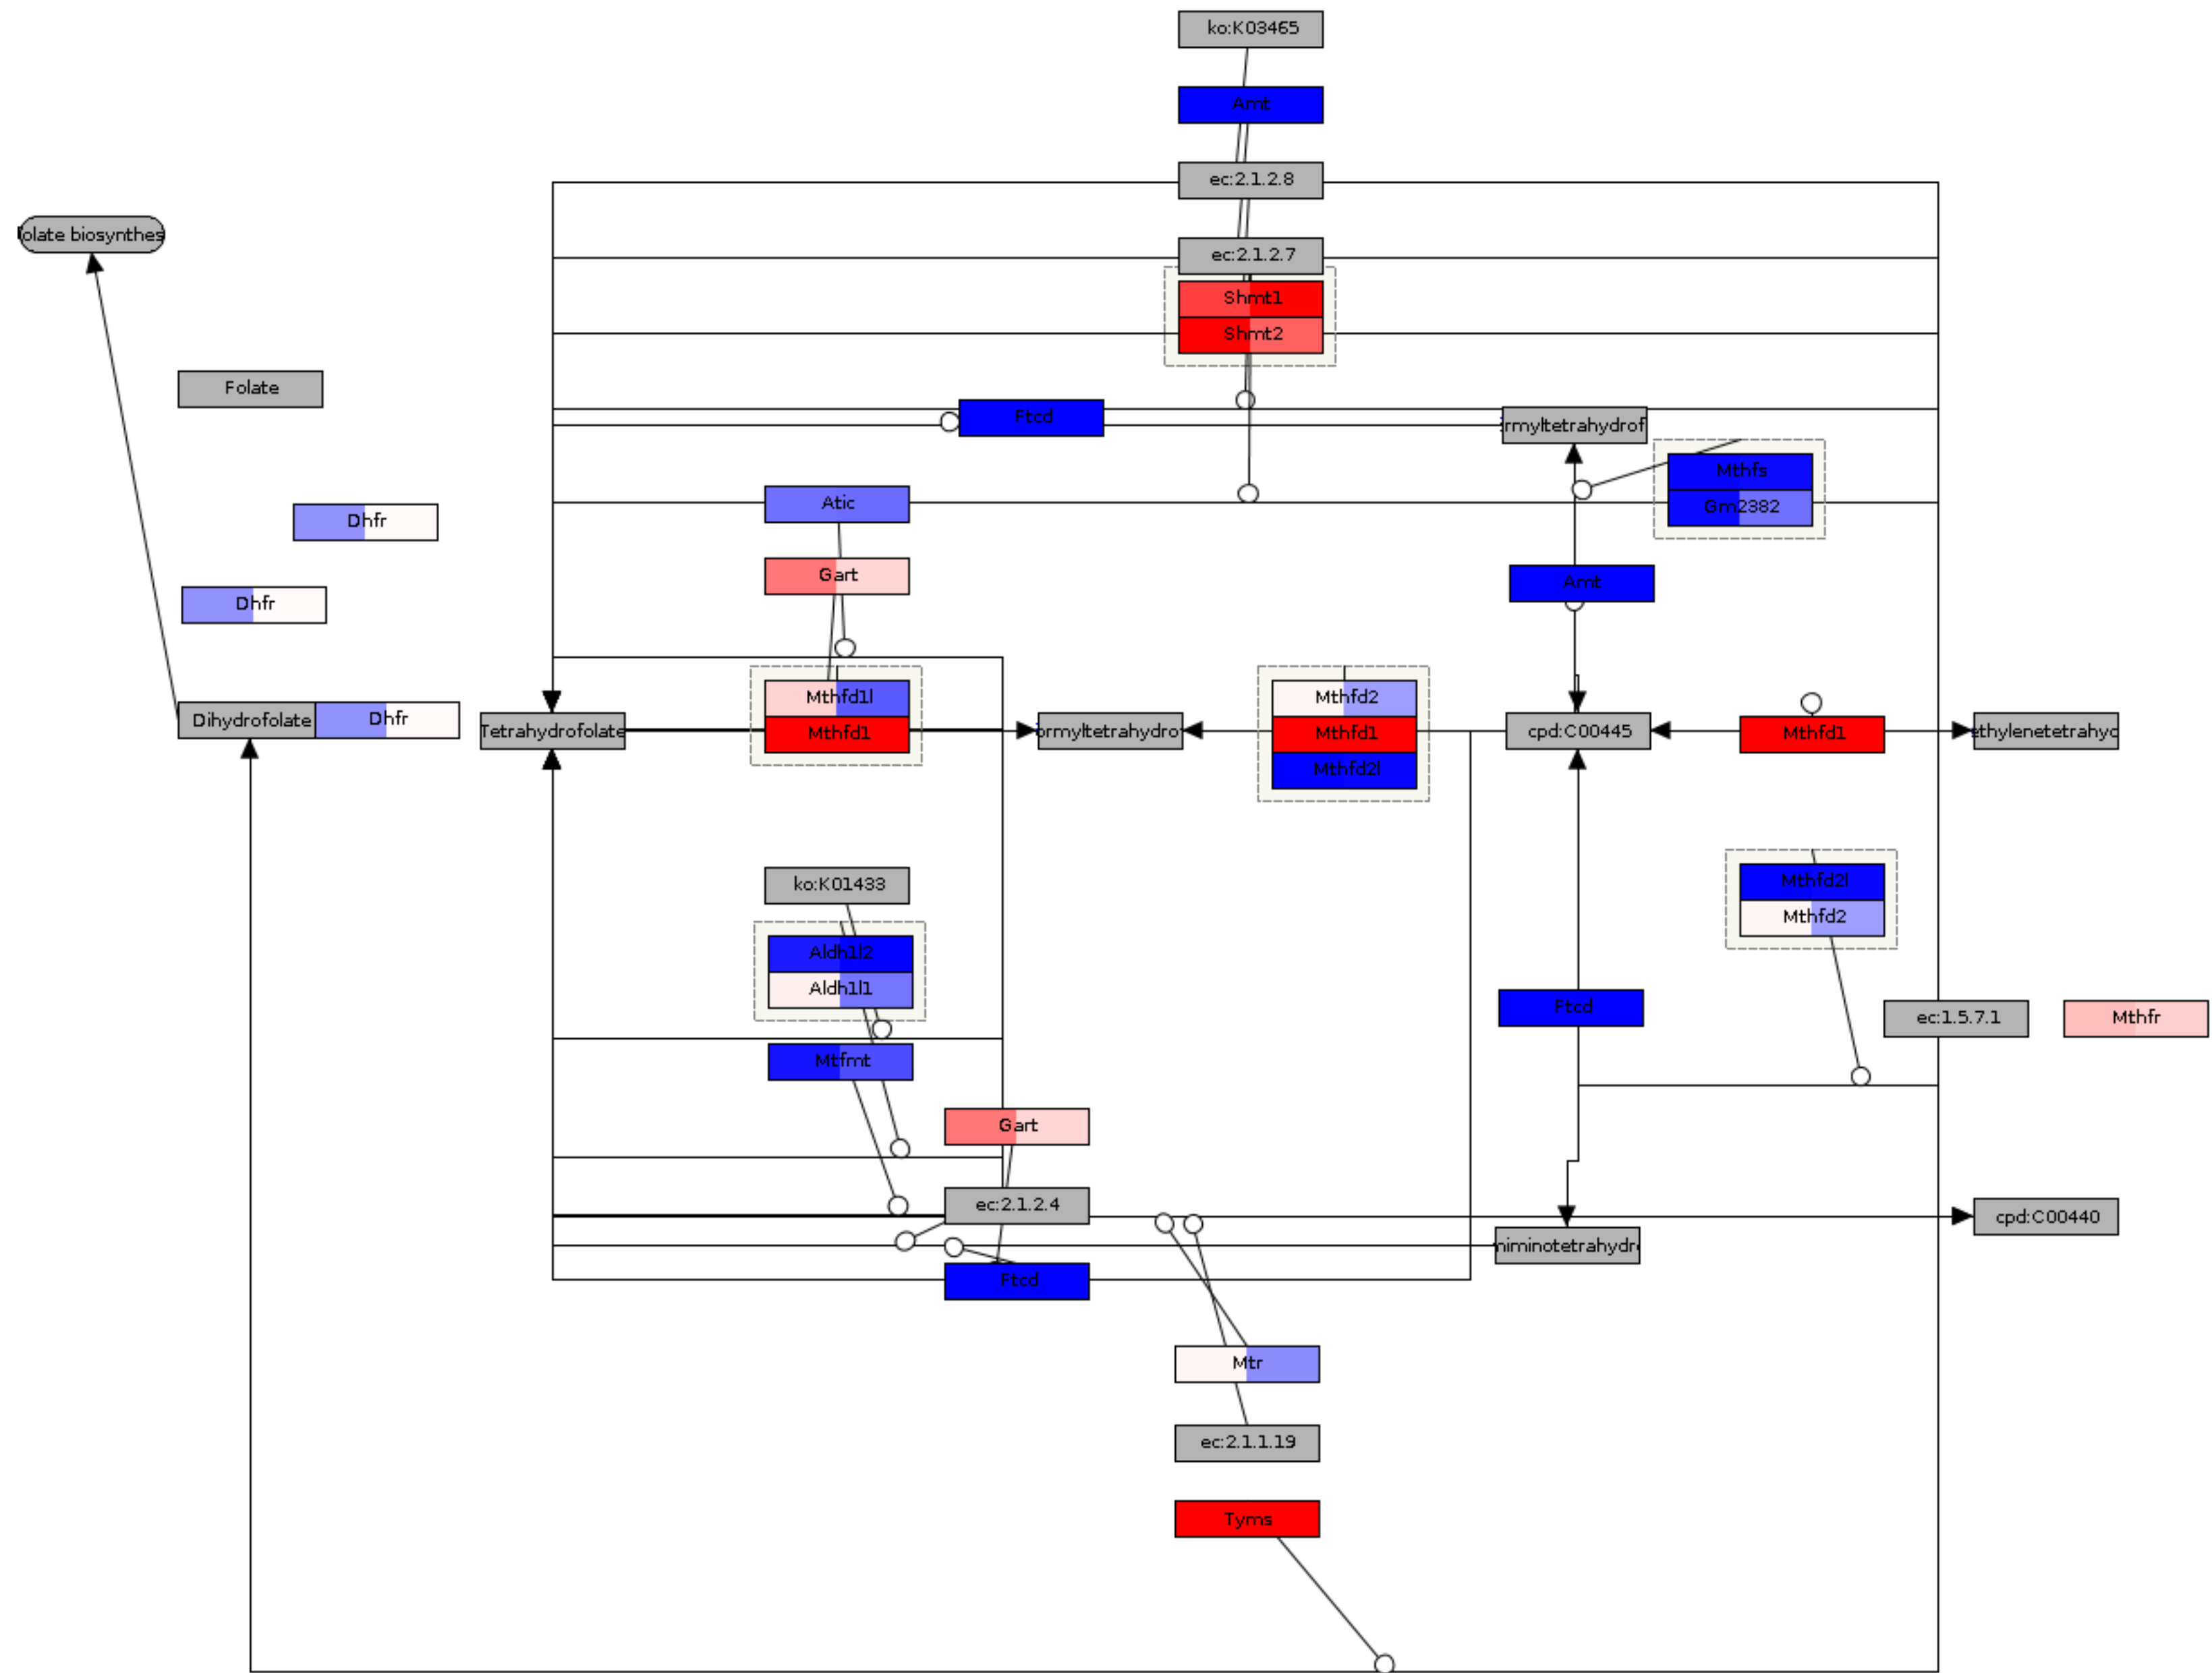 ko:K03465
Amt
ec:2.1.2.8
olate biosynthes
ec:2.1.2.7
Shmt1
Shmt2
Folate
Ftcd
rmyltetrahydrof
Mthfs
Gm2382
Atic
Dhfr
Gart
Amt
Dhfr
Mthfd1l
Mthfd2
Dihydrofolate
Dhfr
Tetrahydrofolate
Mthfd1
ormyltetrahydro
Mthfd1
cpd:C00445
Mthfd1
ethylenetetrahyd
Mthfd2l
ko:K01433
Mthfd2l
Mthfd2
Aldh1l2
Aldh1l1
Ftcd
ec:1.5.7.1
Mthfr
Mtfmt
Gart
ec:2.1.2.4
cpd:C00440
niminotetrahydr
Ftcd
Mtr
ec:2.1.1.19
Tyms